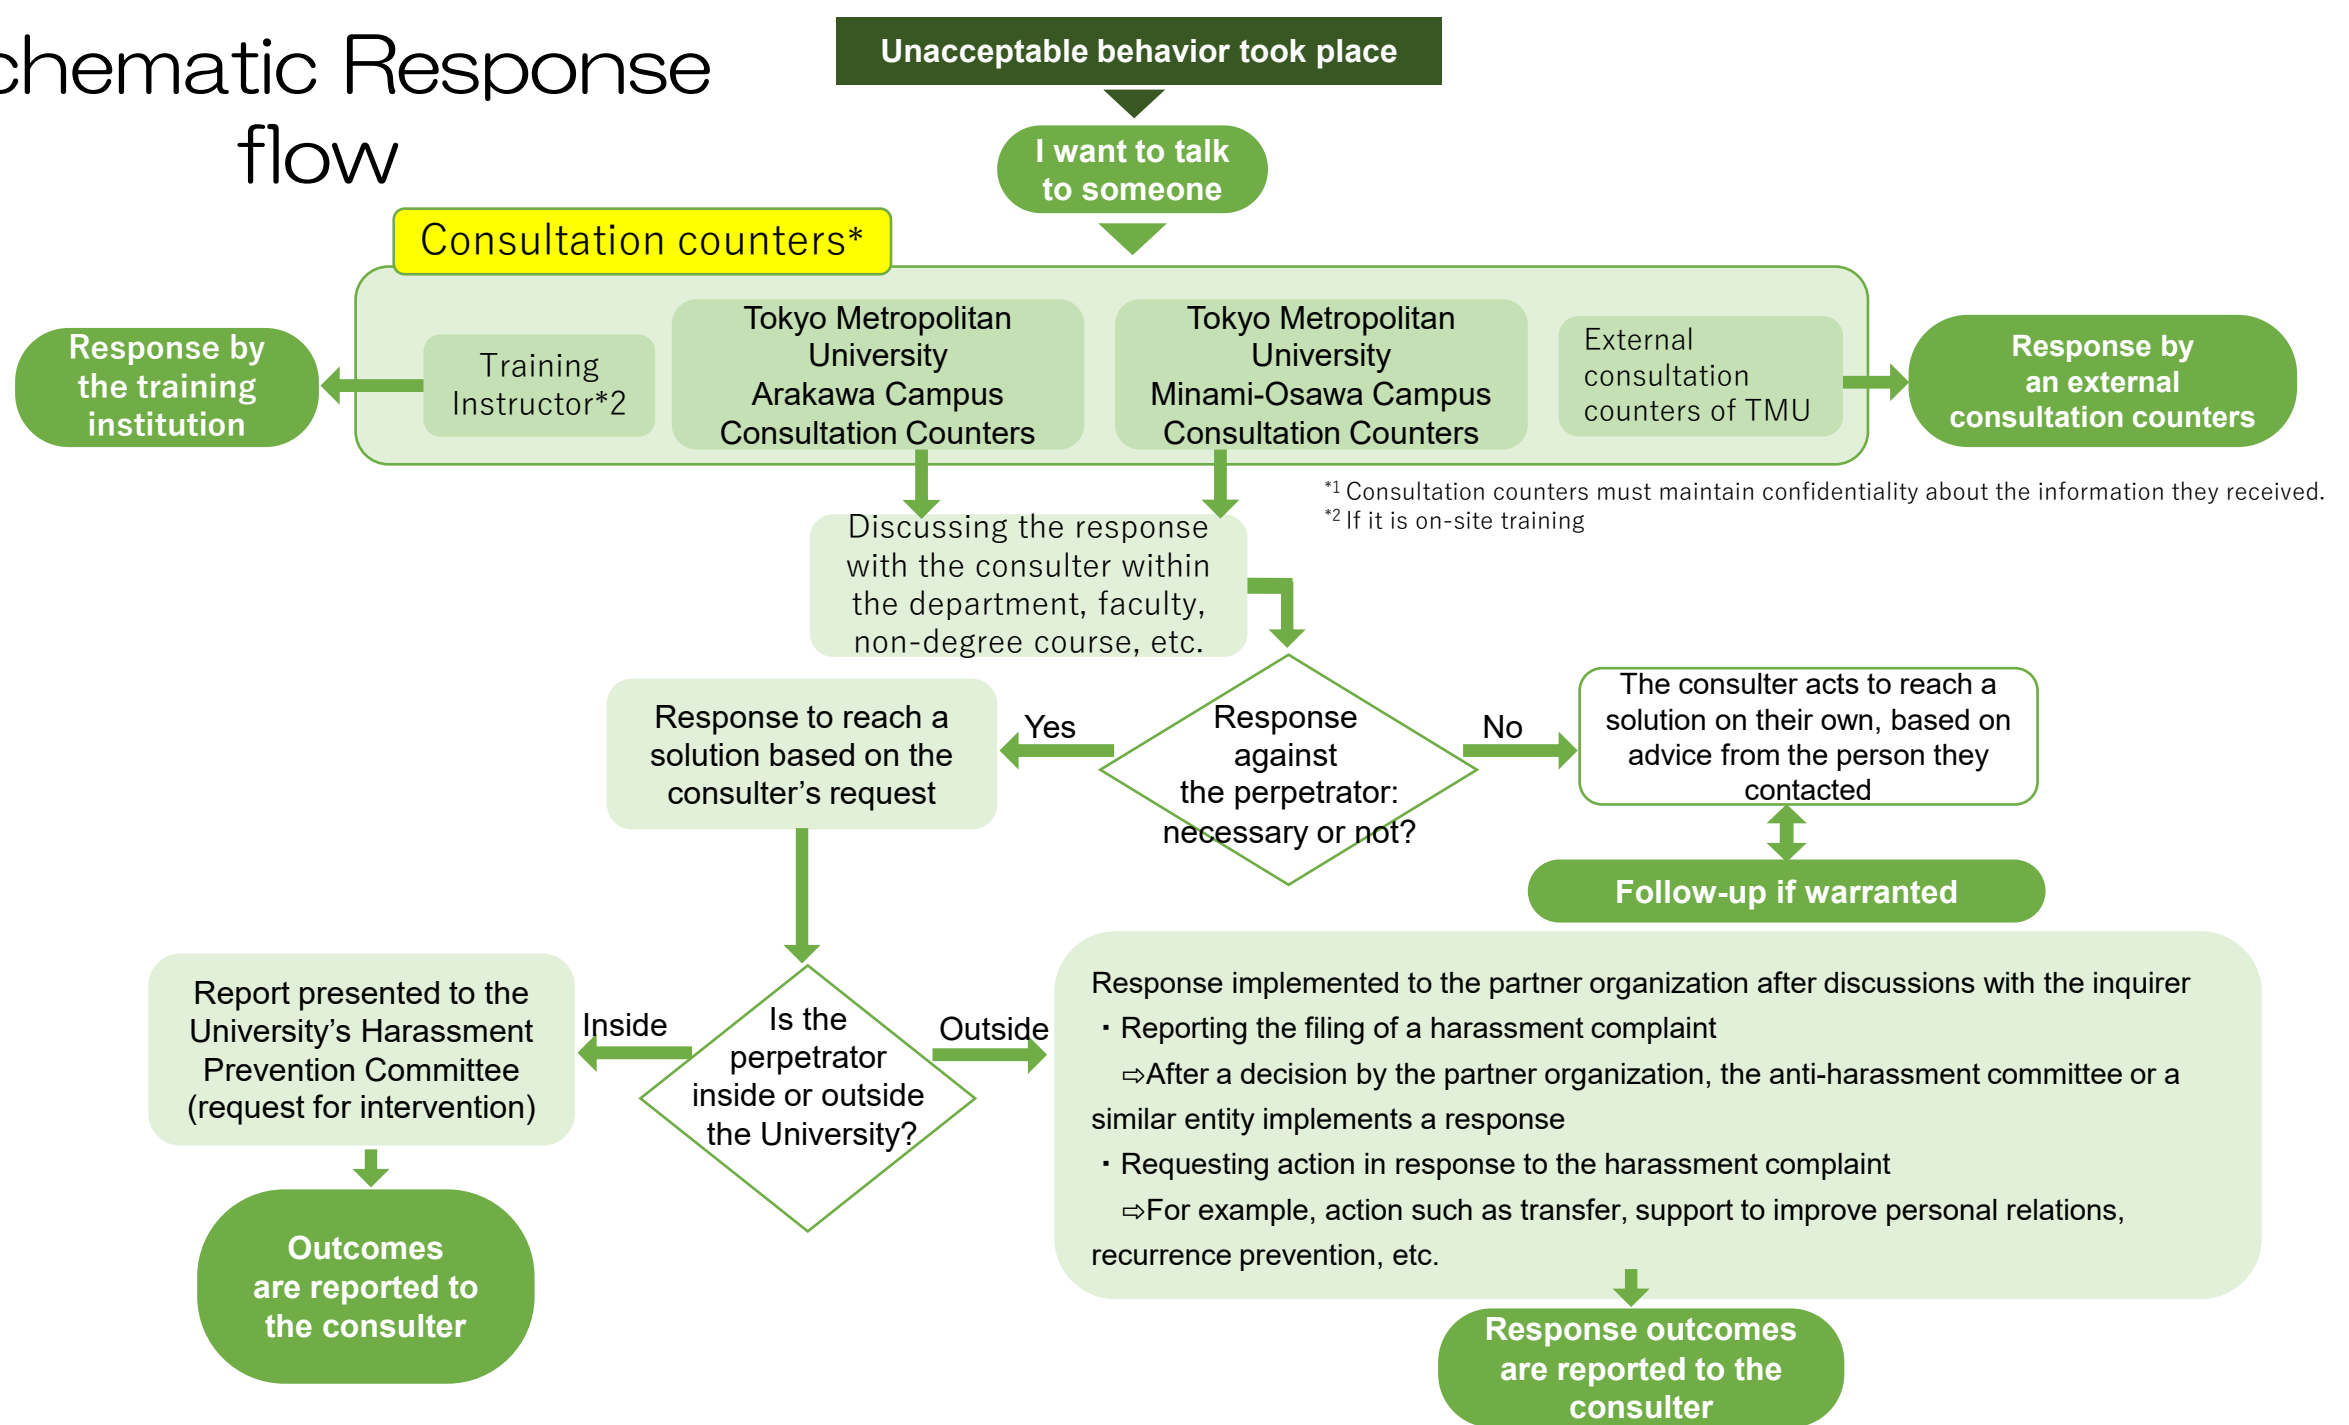 chematic Response
flow
Unacceptable behavior took place
I want to talk
to someone
Consultation counters*
Response by
the training
institution
Training
Instructor*2
Tokyo Metropolitan
University
Arakawa Campus
Consultation Counters
Tokyo Metropolitan
University
Minami-Osawa Campus
Consultation Counters
External
consultation
counters of TMU
Response by
an external
consultation counters
*1 Consultation counters must maintain confidentiality about the information they received.
*2 If it is on-site training
Discussing the response
with the consulter within
the department, faculty,
non-degree course, etc.
Response to reach a
solution based on the
consulter’s request
Yes
Response
against
the perpetrator:
necessary or not?
No
The consulter acts to reach a
solution on their own, based on
advice from the person they
contacted
Follow-up if warranted
Report presented to the
University’s Harassment
Prevention Committee
(request for intervention)
Inside
Is the
perpetrator
inside or outside
the University?
Outside
Response implemented to the partner organization after discussions with the inquirer
・Reporting the filing of a harassment complaint
⇨After a decision by the partner organization, the anti-harassment committee or a
similar entity implements a response
・Requesting action in response to the harassment complaint
⇨For example, action such as transfer, support to improve personal relations,
recurrence prevention, etc.
Outcomes
are reported to
the consulter
Response outcomes
are reported to the
consulter